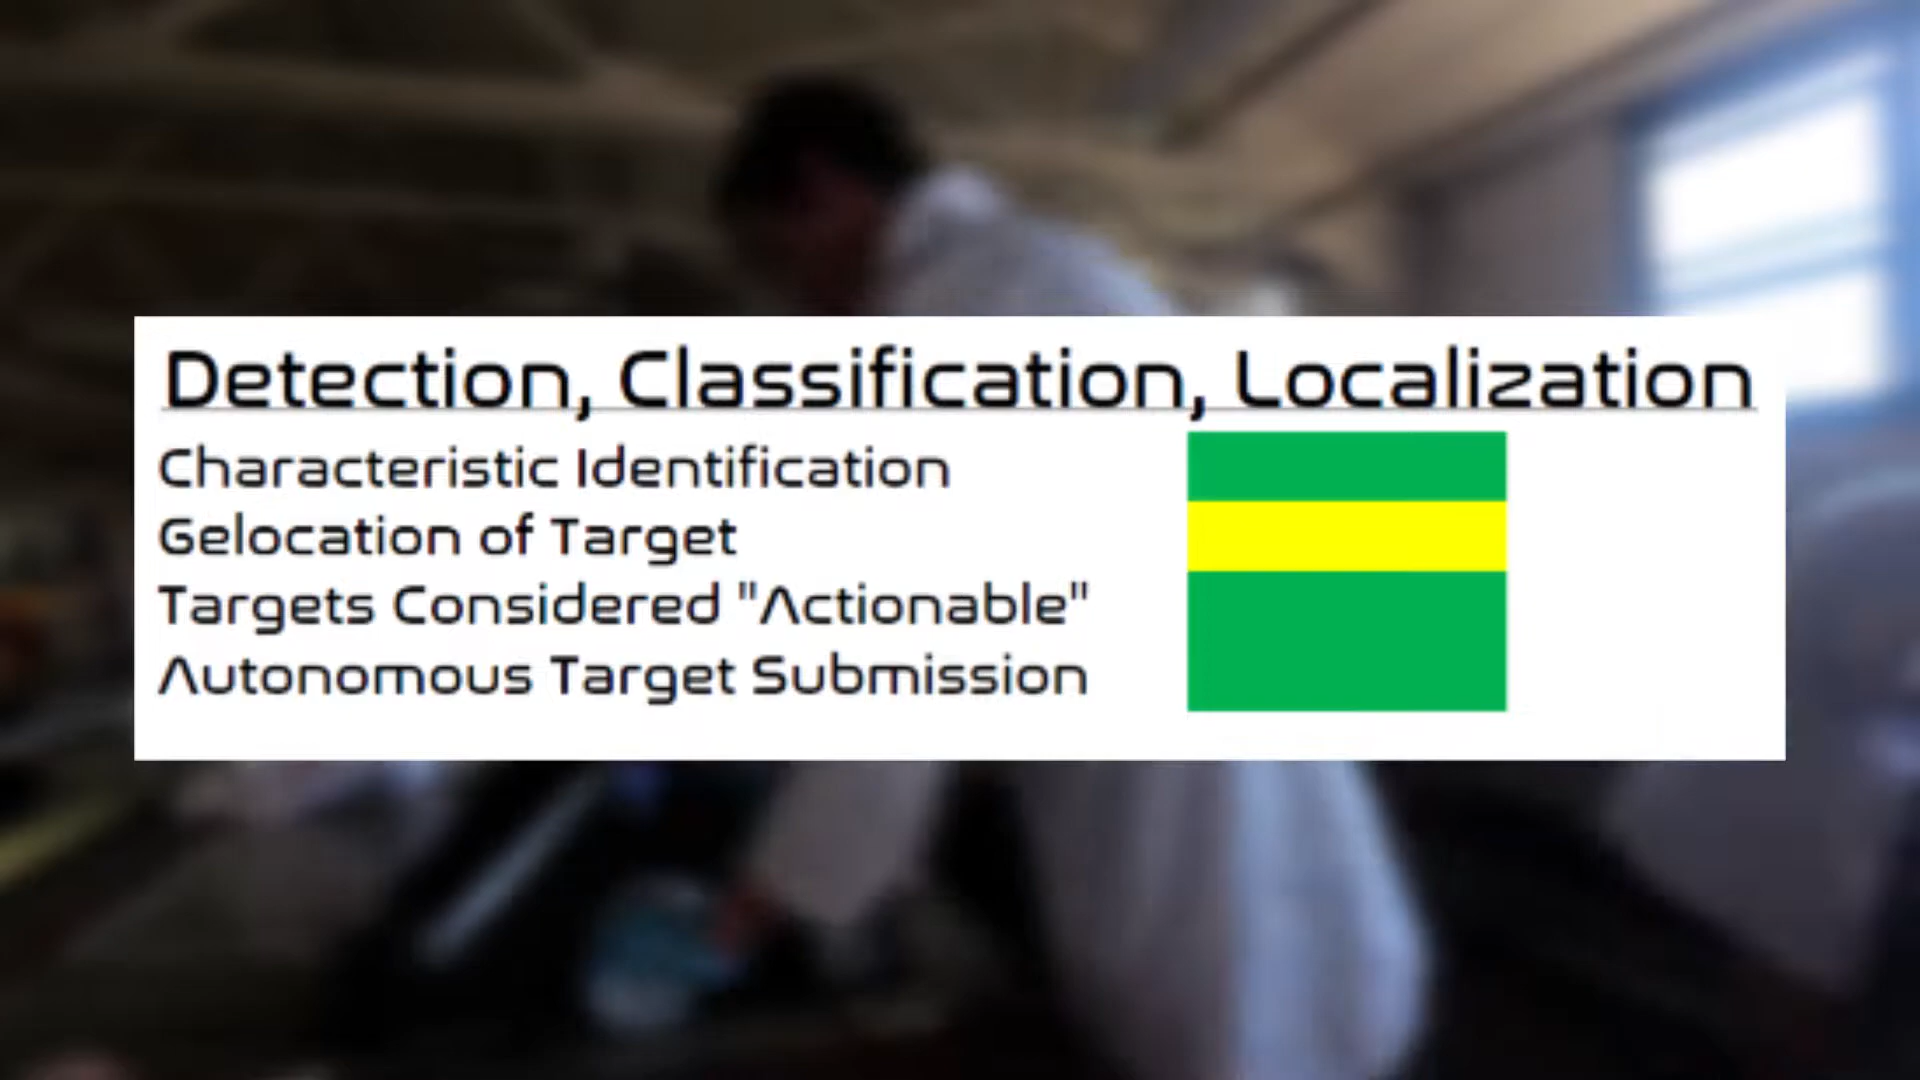 Detection, Classification, Localization
Characteristic Identification
Gelocation of Target
Targets Considered "Actionable"
Autonomous Target Submission